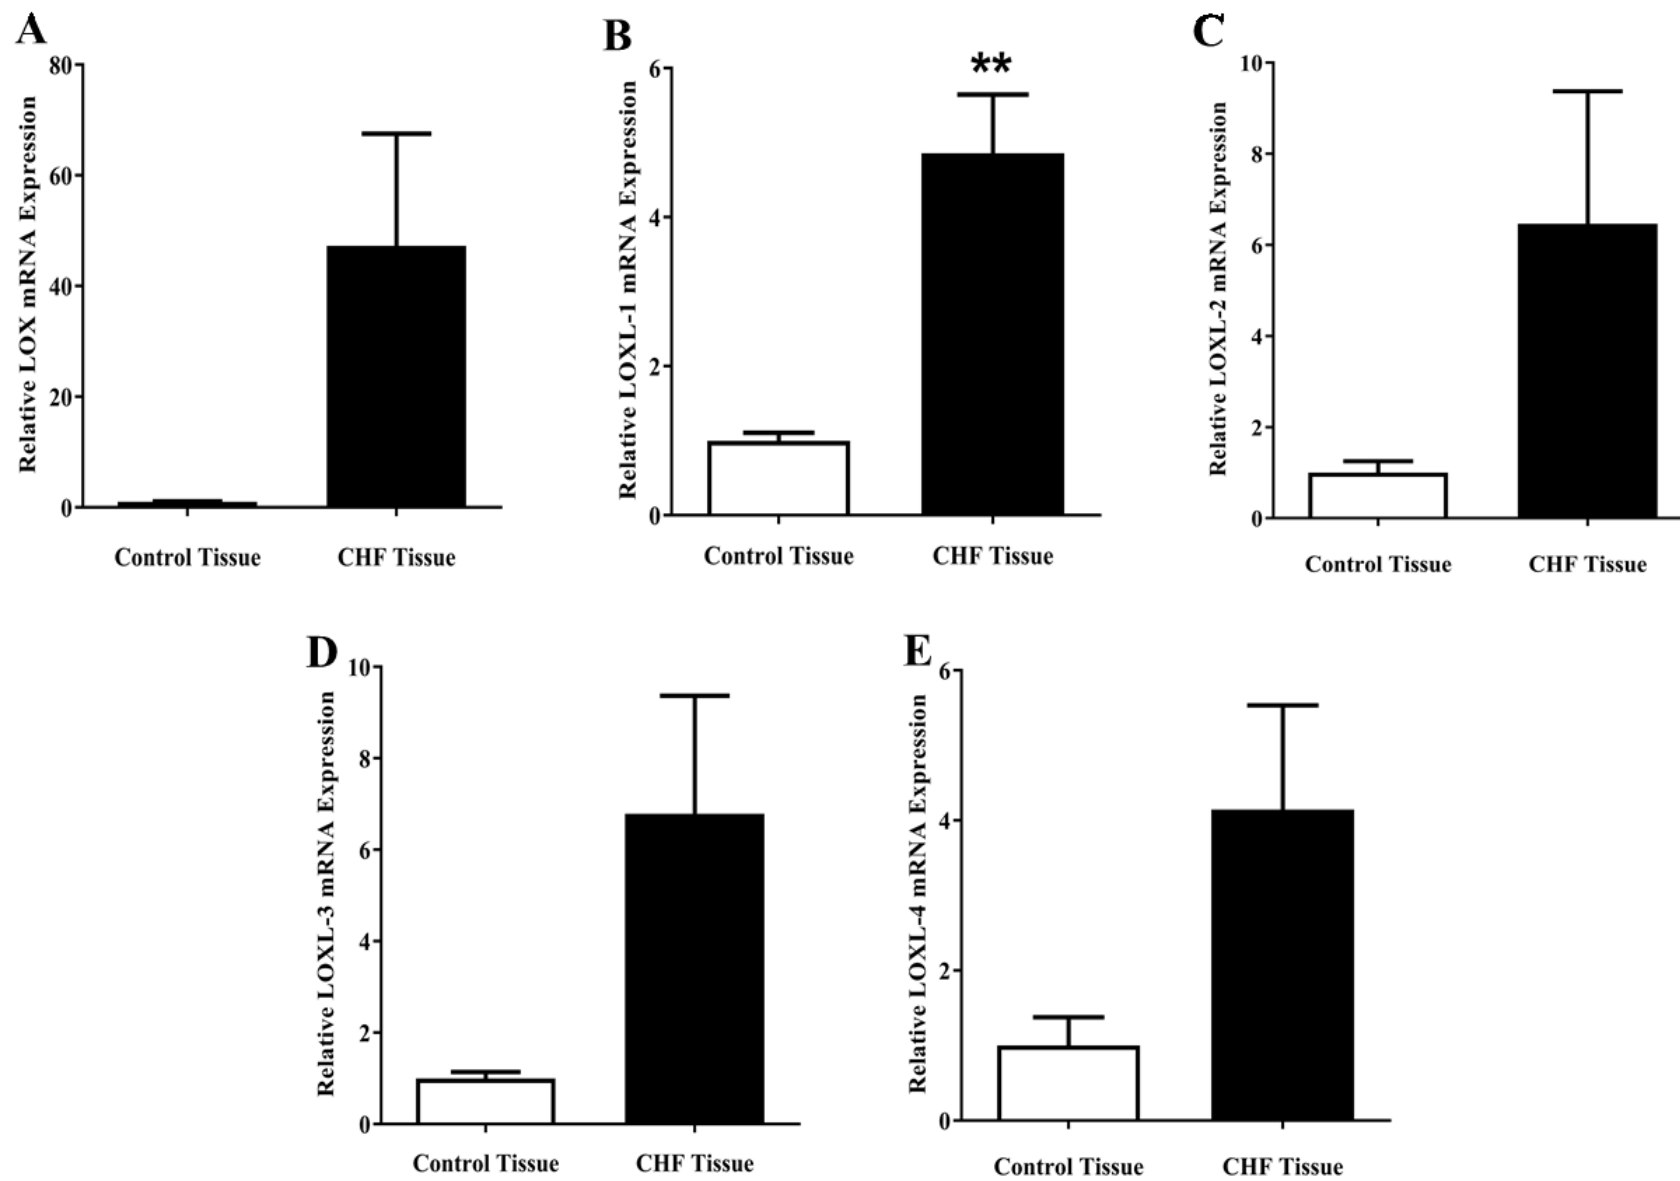 A
Relative LOX mRNA Expression
80
60
40
20
0
Control Tissue
CHF Tissue
B
Relative LOXL-1 mRNA Expression
6
4
2
0
**
Control Tissue
CHF Tissue
C
Relative LOXL-2 mRNA Expression
10
8
6
4
2
0
Control Tissue
CHF Tissue
D
Relative LOXL-3 mRNA Expression
10
8
6
4
2
0
Control Tissue
CHF Tissue
E
Relative LOXL-4 mRNA Expression
6
4
2
0
Control Tissue
CHF Tissue